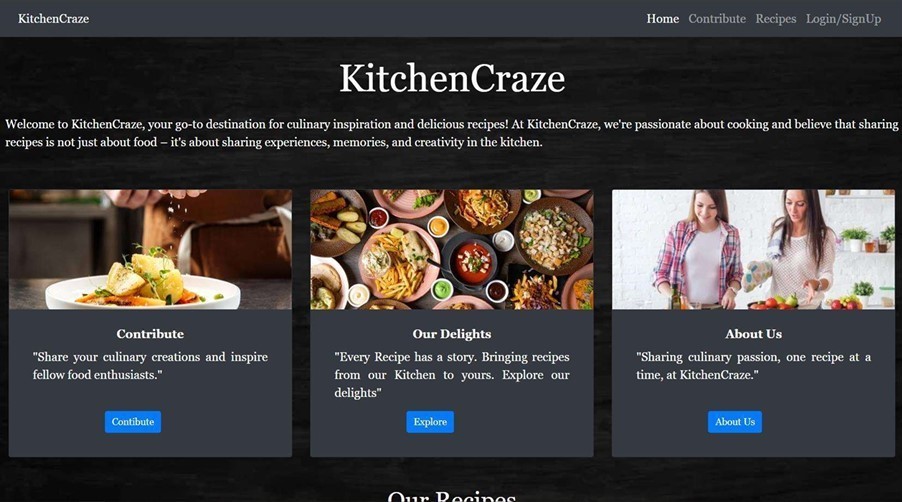 KitchenCraze
Home Contribute Recipes Login/SignUp
KitchenCraze
Welcome to KitchenCraze, your go-to destination for culinary inspiration and delicious recipes! At KitchenCraze, we're passionate about cooking and believe that sharing
recipes is not just about food – it's about sharing experiences, memories, and creativity in the kitchen.
Contribute
"Share your culinary creations and inspire
fellow food enthusiasts."
Contibute
Our Delights
"Every Recipe has a story. Bringing recipes
from our Kitchen to yours. Explore our
delights"
Explore
About Us
"Sharing culinary passion, one recipe at a
time, at KitchenCraze."
About Us
Our Recipes